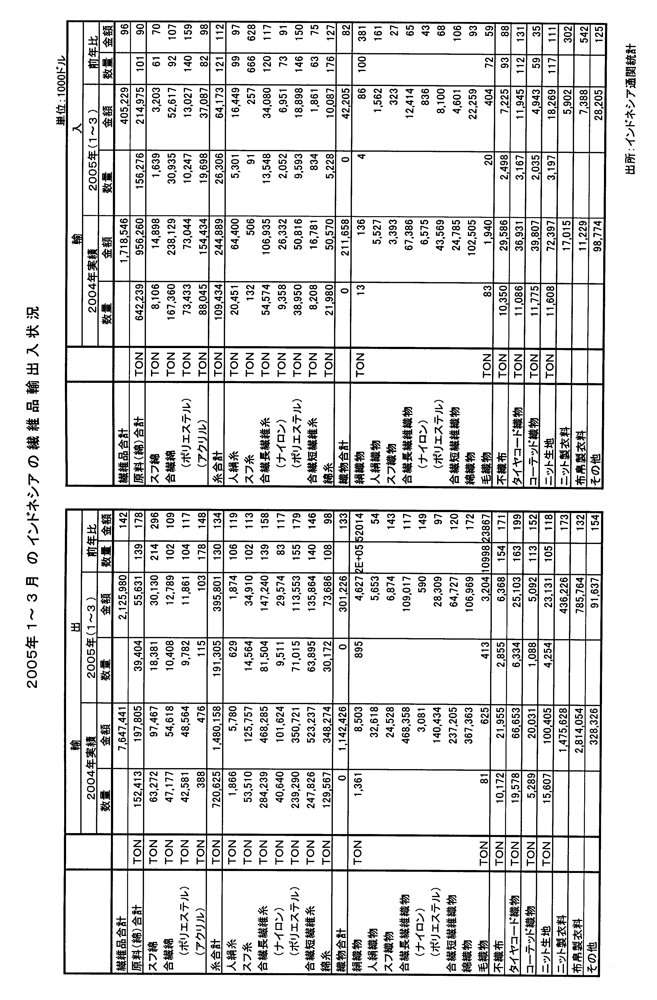 2005年1～3月 のインドネシアの繊維品輸出入状況
単位:1000ドル
輸 出
2004年実績 2005年(1～3) 前年比
数量 金額 数量 金額 数量 金額
繊維品合計 7,647,441 2,125,980 142
原料(綿)合計 TON 152,413 197,805 39,404 55,631 139 178
スフ綿 TON 63,272 97,467 18,381 30,130 214 296
合繊綿 TON 47,177 54,618 10,408 12,789 102 109
(ポリエステル) TON 42,581 48,564 9,782 11,861 104 117
(アクリル) TON 388 476 115 103 178 148
糸合計 TON 720,625 1,480,158 191,305 395,801 130 134
人絹糸 TON 1,866 5,780 629 1,874 106 119
スフ糸 TON 53,510 125,757 14,564 34,910 102 113
合繊長繊維糸 TON 284,239 468,285 81,504 147,240 139 158
(ナイロン) TON 40,640 101,624 9,511 29,574 83 117
(ポリエステル) TON 239,290 350,721 71,015 113,553 155 179
合繊短繊維糸 TON 247,826 523,237 63,895 135,864 140 146
綿糸 TON 129,567 348,274 30,172 73,686 108 98
織物合計 0 1,142,426 0 301,226 133
絹織物 TON 1,361 8,503 895 4,627 2E+05 52014
人絹織物 32,618 5,653 54
スフ織物 24,528 6,874 143
合繊長繊維織物 468,358 109,017 117
(ナイロン) 3,081 590 149
(ポリエステル) 140,434 28,309 97
合繊短繊維織物 237,205 64,727 120
綿織物 367,363 106,969 172
毛織物 TON 81 625 413 3,204 10998 23867
不織布 TON 10,172 21,955 2,855 6,368 154 171
タイヤコード織物 TON 19,578 66,653 6,334 25,103 163 199
コーテッド織物 TON 5,289 20,031 1,088 5,092 113 152
ニット生地 TON 15,607 100,405 4,254 23,131 105 118
ニット製衣料 1,475,628 436,226 173
布帛製衣料 2,814,054 785,764 132
その他 328,326 91,637 154
輸 入
2004年実績 2005年(1～3) 前年比
数量 金額 数量 金額 数量 金額
繊維品合計 1,718,546 405,229 96
原料(綿)合計 TON 642,239 956,260 156,276 214,975 101 90
スフ綿 TON 8,106 14,898 1,639 3,203 61 70
合繊綿 TON 167,360 238,129 30,935 52,617 92 107
(ポリエステル) TON 73,433 73,044 10,247 13,027 140 159
(アクリル) TON 88,045 154,434 19,698 37,087 82 98
糸合計 TON 109,434 244,889 26,306 64,173 121 112
人絹糸 TON 20,451 64,400 5,301 16,449 99 97
スフ糸 TON 132 506 91 257 666 628
合繊長繊維糸 TON 54,574 106,935 13,548 34,080 120 117
(ナイロン) TON 9,358 26,332 2,052 6,951 73 91
(ポリエステル) TON 38,950 50,816 9,593 18,898 146 150
合繊短繊維糸 TON 8,208 16,781 834 1,861 63 75
綿糸 TON 21,980 50,570 5,228 10,087 176 127
織物合計 0 211,658 0 42,205 82
絹織物 TON 13 136 4 86 100 381
人絹織物 5,527 1,562 161
スフ織物 3,393 323 27
合繊長繊維織物 67,386 12,414 65
(ナイロン) 6,575 836 43
(ポリエステル) 43,569 8,100 68
合繊短繊維織物 24,785 4,601 106
綿織物 102,505 22,259 93
毛織物 TON 83 1,940 20 404 72 59
不織布 TON 10,350 29,586 2,498 7,225 93 88
タイヤコード織物 TON 11,086 36,931 3,167 11,945 112 131
コーテッド織物 TON 11,775 39,807 2,035 4,943 59 35
ニット生地 TON 11,608 72,397 3,197 18,269 117 111
ニット製衣料 17,015 5,902 302
布帛製衣料 11,229 7,388 542
その他 98,774 28,205 125
出所:インドネシア通関統計